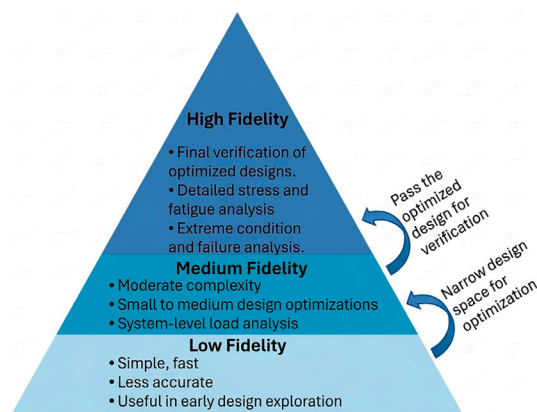 High Fidelity
• Final verification of
optimized designs.
• Detailed stress and
fatigue analysis
• Extreme condition
and failure analysis.
Pass the
optimized
design for
verification
Medium Fidelity
• Moderate complexity
• Small to medium design optimizations
• System-level load analysis
Narrow design
space for
optimization
Low Fidelity
• Simple, fast
• Less accurate
• Useful in early design exploration